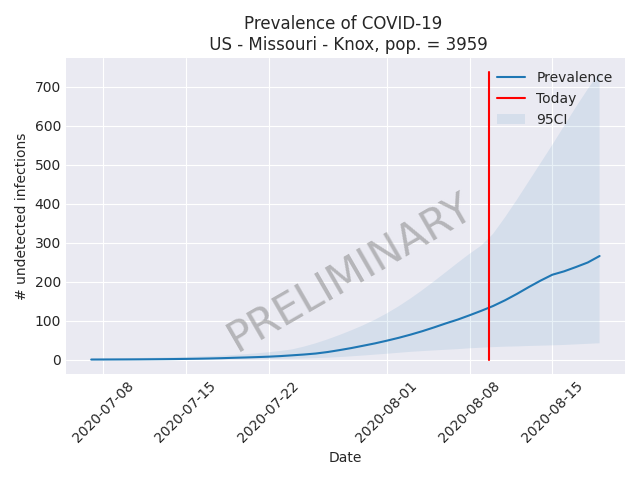 Prevalence of COVID-19
US - Missouri - Knox, pop. = 3959
# undetected infections
700
600
500
400
300
200
100
0
Prevalence
Today
95CI
PRELIMINARY
2020-07-08
2020-07-15
2020-07-22
2020-08-01
2020-08-08
2020-08-15
Date